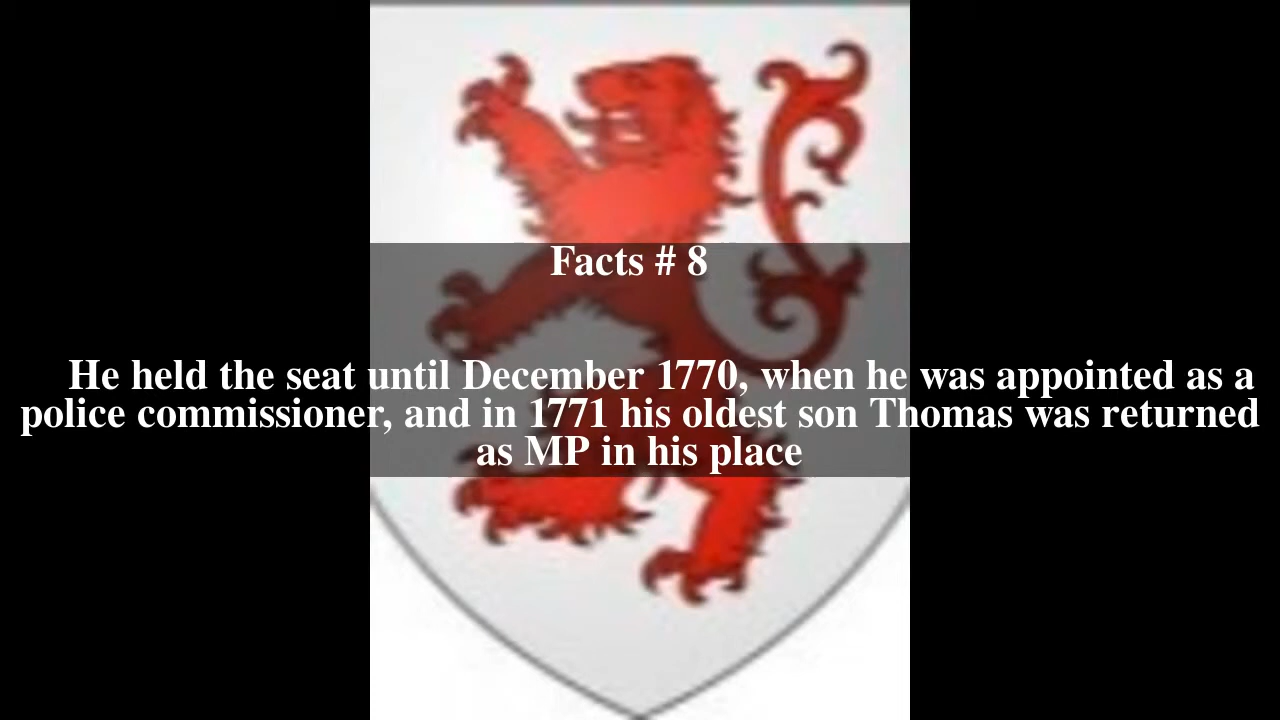 Facts # 8
He held the seat until December 1770, when he was appointed as a
police commissioner, and in 1771 his oldest son Thomas was returned
as MP in his place